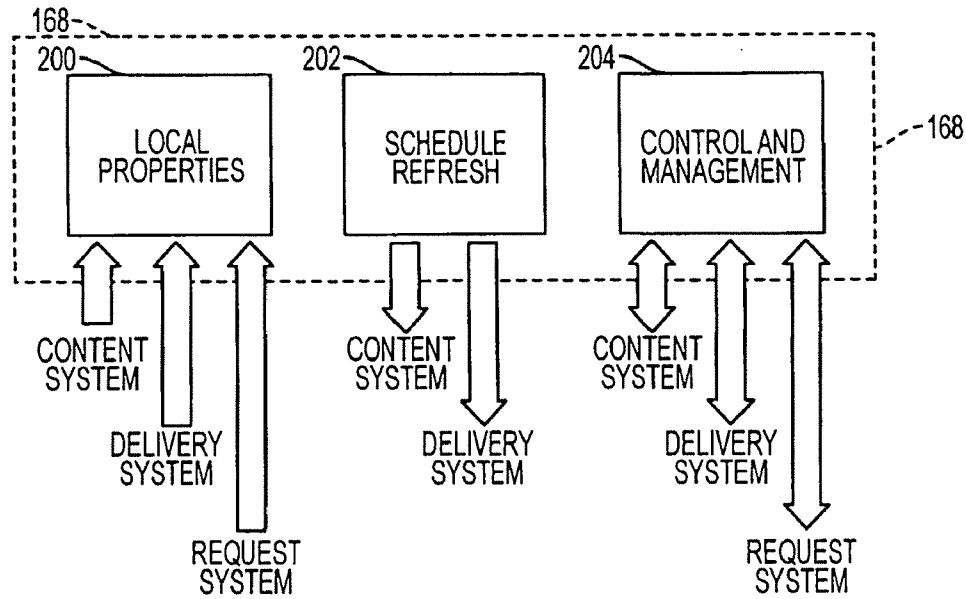 168
200
202
204
LOCAL
PROPERTIES
SCHEDULE
REFRESH
CONTROL AND
MANAGEMENT
168
CONTENT
SYSTEM
CONTENT
SYSTEM
CONTENT
SYSTEM
DELIVERY
SYSTEM
DELIVERY
SYSTEM
DELIVERY
SYSTEM
REQUEST
SYSTEM
REQUEST
SYSTEM